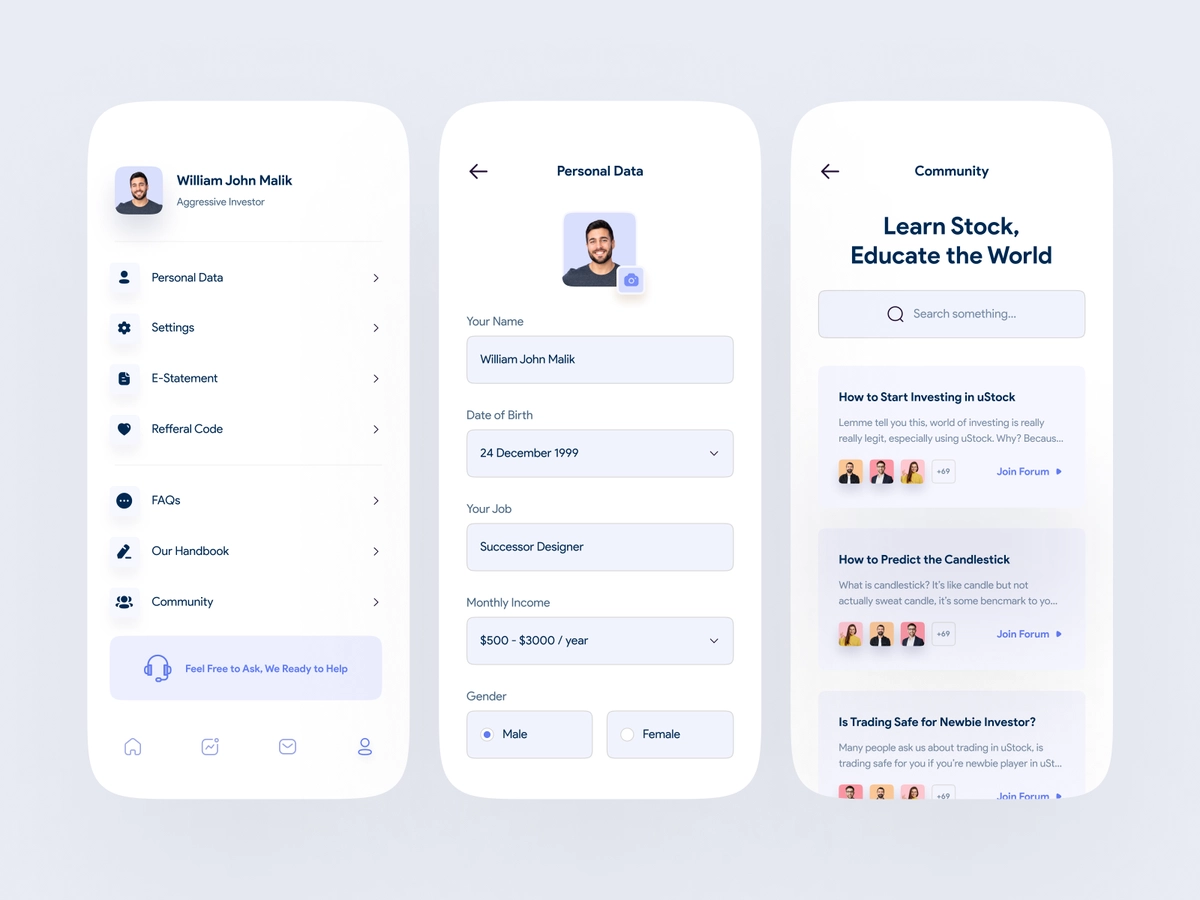 William John Malik
Aggressive Investor
Personal Data
Settings
E-Statement
Refferal Code
FAQs
Our Handbook
Community
Feel Free to Ask, We Ready to Help
Personal Data
Your Name
William John Malik
Date of Birth
24 December 1999
Your Job
Successor Designer
Monthly Income
$500 - $3000 / year
Gender
Male
Female
Community
Learn Stock,
Educate the World
Search something...
How to Start Investing in uStock
Lemme tell you this, world of investing is really
really legit, especially using uStock. Why? Becaus...
+69
Join Forum
How to Predict the Candlestick
What is candlestick? It's like candle but not
actually sweat candle, it's some bencmark to yo...
+69
Join Forum
Is Trading Safe for Newbie Investor?
Many people ask us about trading in uStock, is
trading safe for you if you're newbie player in uSt...
+69
Join Forum